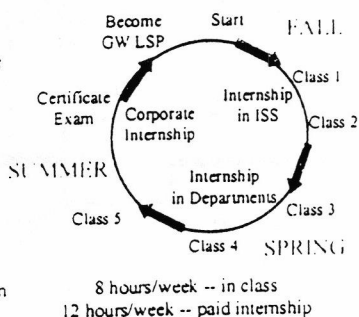 Become
GW LSP
Start
FALL
Class 1
Certificate
Exam
Corporate
Internship
Internship
in ISS
Class 2
SUMMER
Internship
in Departments
Class 3
Class 5
Class 4
SPRING
8 hours/week -- in class
12 hours/week -- paid internship